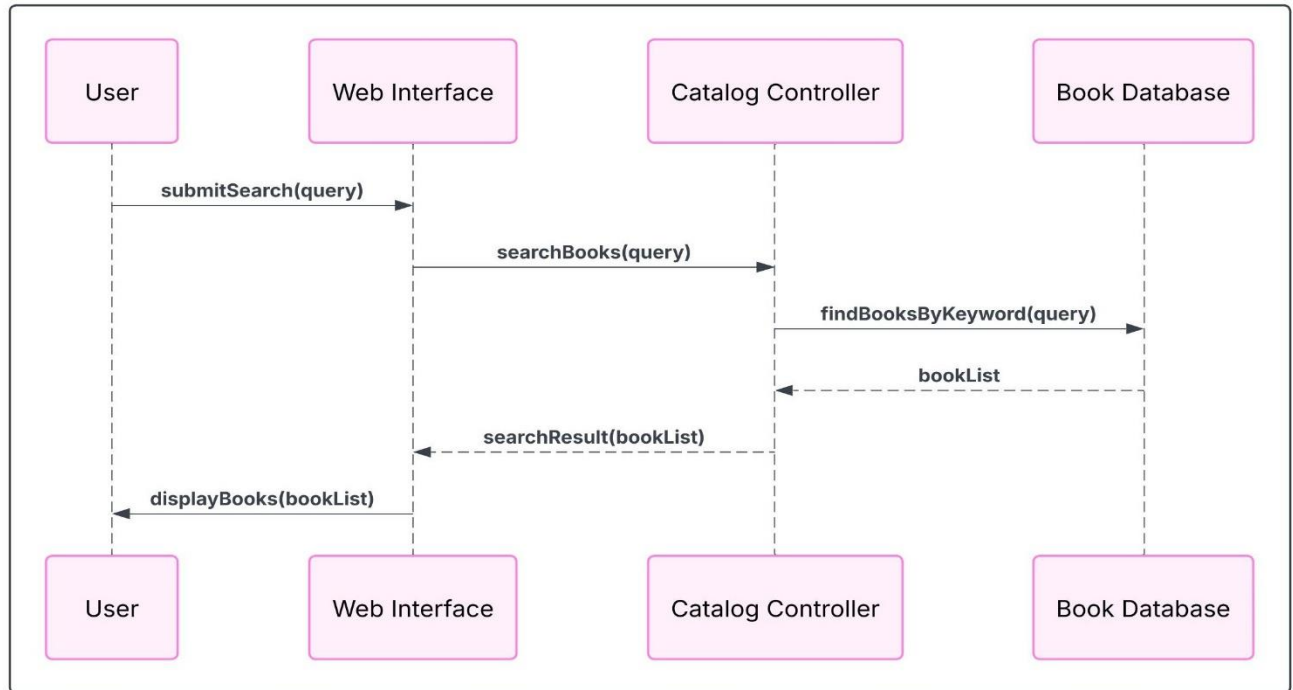 User
Web Interface
Catalog Controller
Book Database
submitSearch(query)
searchBooks(query)
findBooksByKeyword(query)
bookList
searchResult(bookList)
displayBooks(bookList)
User
Web Interface
Catalog Controller
Book Database